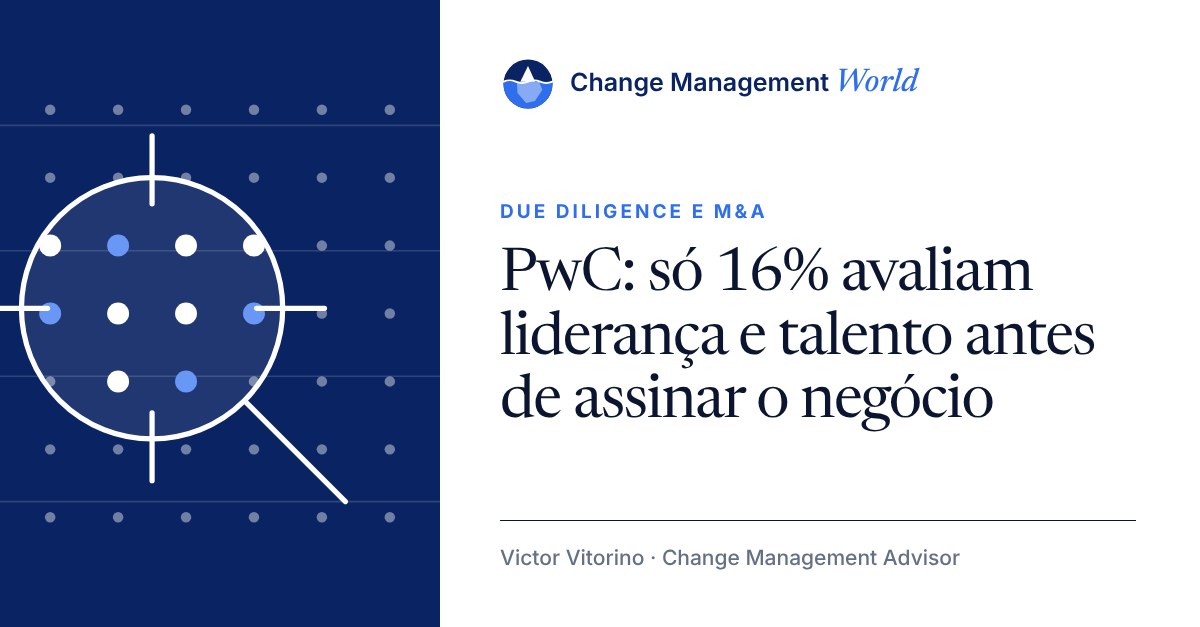 Change Management World
DUE DILIGENCE E M&A
PwC: só 16% avaliam
liderança e talento antes
de assinar o negócio
Victor Vitorino · Change Management Advisor